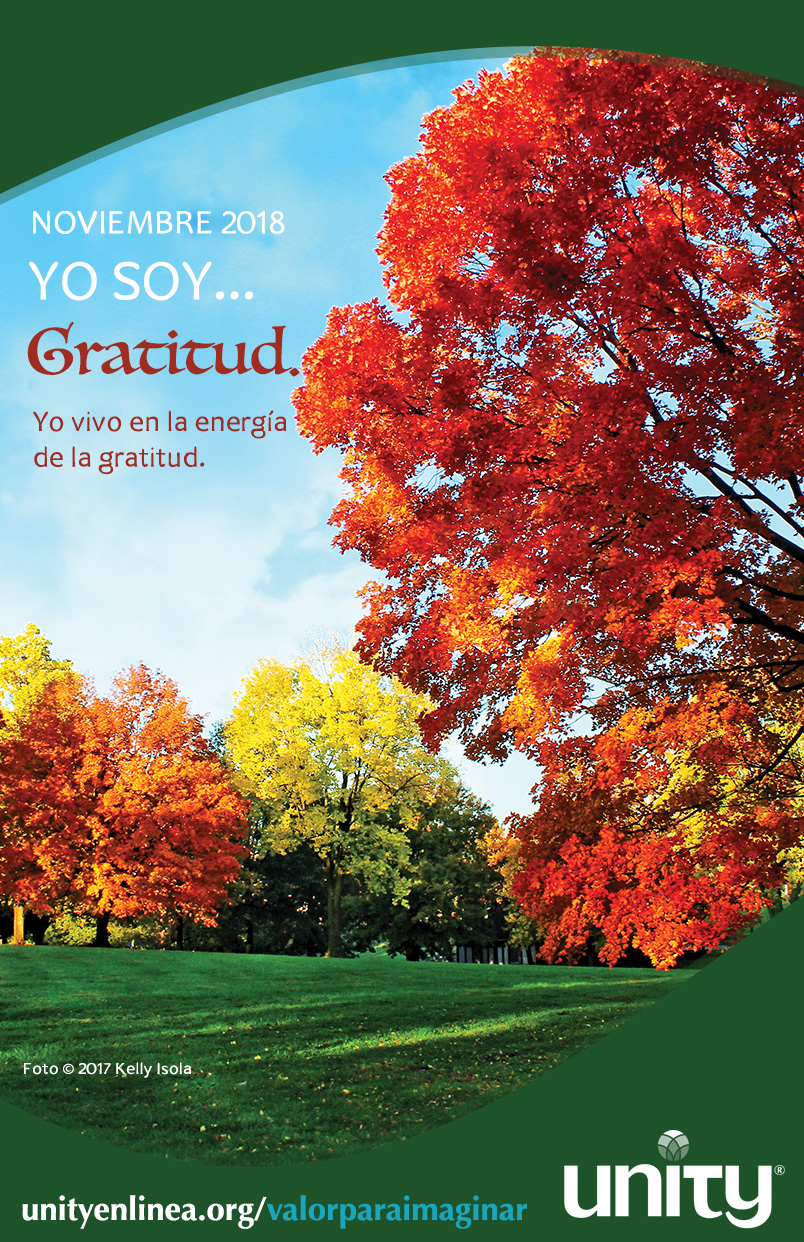 NOVIEMBRE 2018
YO SOY...
Gratitud.
Yo vivo en la energía
de la gratitud.
Foto © 2017 Kelly Isola
unityenlinea.org/valorparaimaginar
unity®